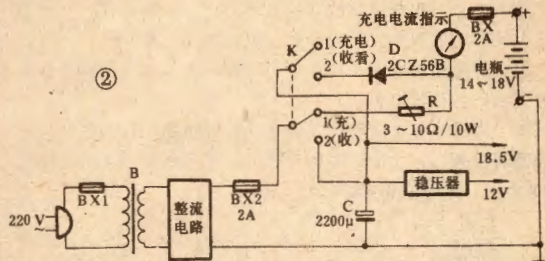 充电电流指示
BX
2A
+
K
1(充电)
(收看)
2
D
2CZ56B
电瓶
14~18V
-
②
R
1(充)
3~10Ω/10W
2(收)
18.5V
B
BX2
2A
稳压器
12V
220V
~
BX1
整流
电路
C
2200μ